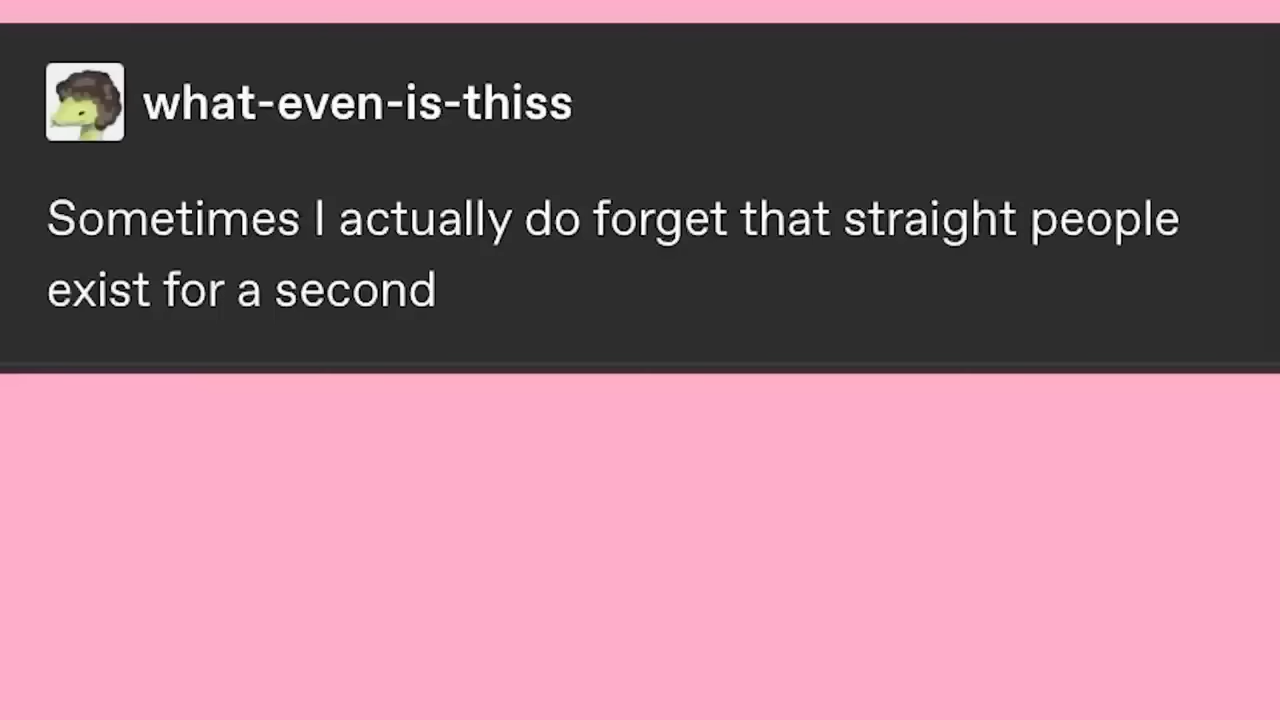 what-even-is-thiss
Sometimes I actually do forget that straight people
exist for a second